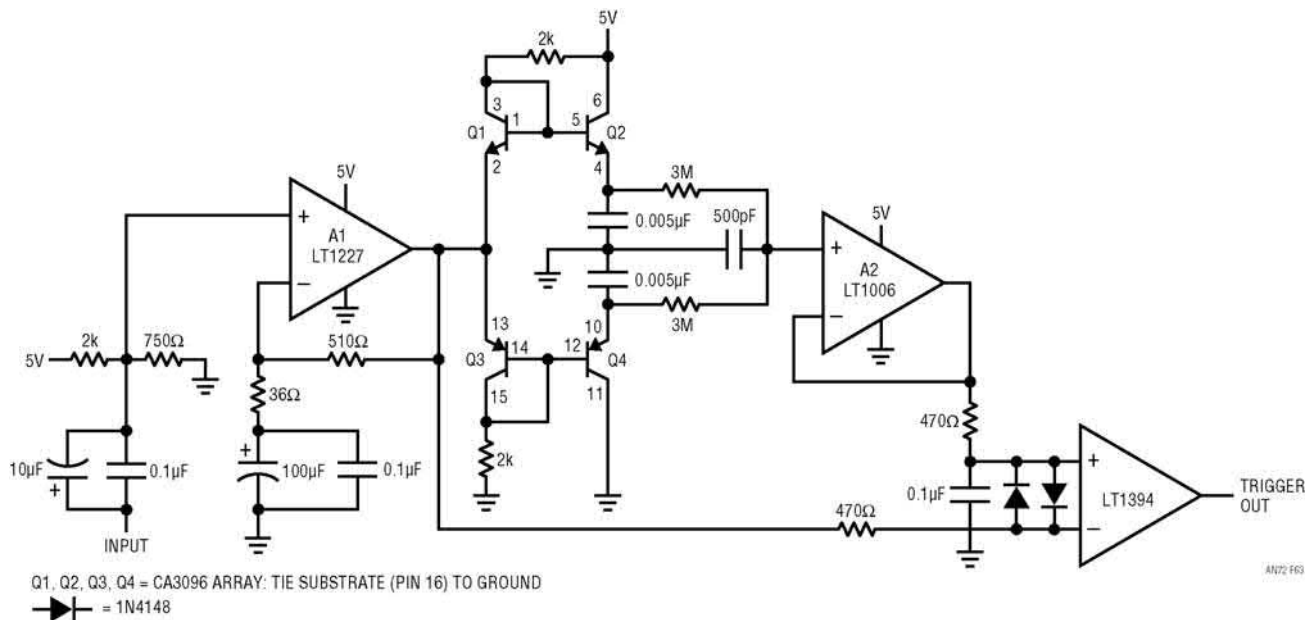 5V
2k
3
6
Q1
1
5
Q2
2
4
5V
3M
+
A1
LT1227
−
0.005µF
500pF
5V
+
A2
LT1006
−
0.005µF
3M
13
10
Q3
14
12
Q4
15
11
2k
5V
2k
750Ω
510Ω
36Ω
10µF
+
0.1µF
+
100µF
0.1µF
INPUT
470Ω
0.1µF
470Ω
+
LT1394
−
TRIGGER
OUT
Q1, Q2, Q3, Q4 = CA3096 ARRAY: TIE SUBSTRATE (PIN 16) TO GROUND
= 1N4148
AN72 F63